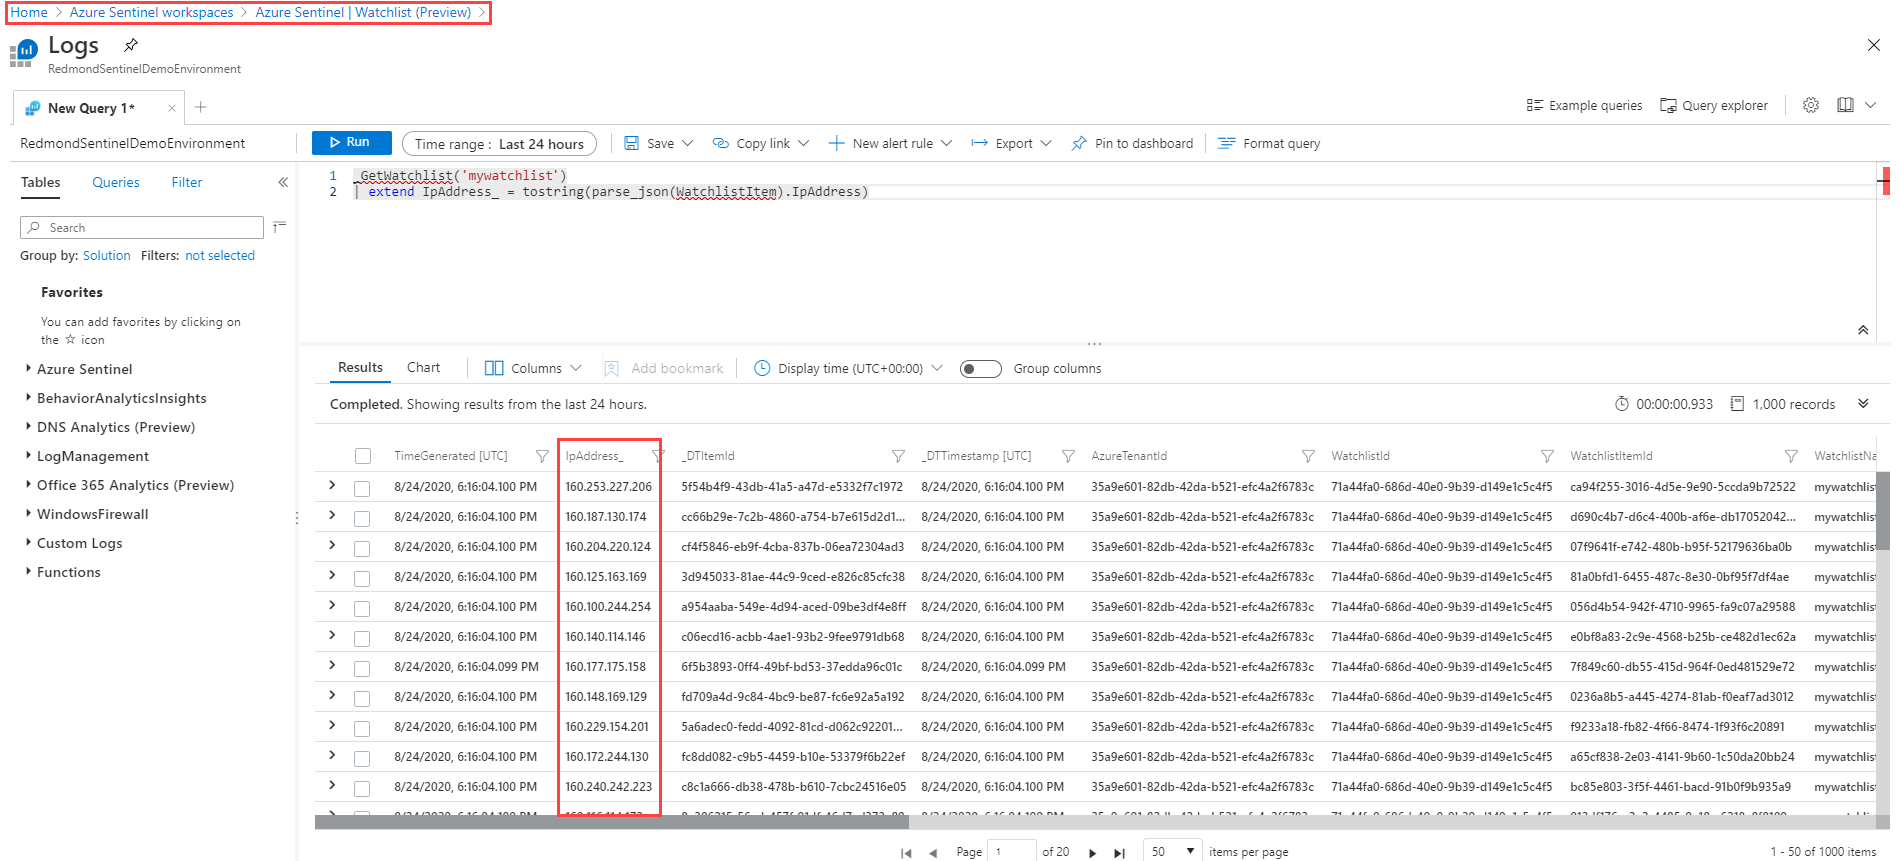 Home > Azure Sentinel workspaces > Azure Sentinel | Watchlist (Preview) >
Logs
RedmondSentinelDemoEnvironment
New Query 1*
Example queries Query explorer
RedmondSentinelDemoEnvironment Run Time range : Last 24 hours Save Copy link New alert rule Export Pin to dashboard Format query
Tables Queries Filter
1 _GetWatchlist('mywatchlist')
2 | extend IpAddress_ = tostring(parse_json(WatchlistItem).IpAddress)
Search
Group by: Solution Filters: not selected
Favorites
You can add favorites by clicking on
the ☆ icon
Azure Sentinel
BehaviorAnalyticsInsights
DNS Analytics (Preview)
LogManagement
Office 365 Analytics (Preview)
WindowsFirewall
Custom Logs
Functions
Results Chart Columns Add bookmark Display time (UTC+00:00) Group columns
Completed. Showing results from the last 24 hours. 00:00:00.933 1,000 records
TimeGenerated [UTC] IpAddress_ _DTItemId _DTTimestamp [UTC] AzureTenantId WatchlistId WatchlistItemId WatchlistNa
8/24/2020, 6:16:04.100 PM 160.253.227.206 5f54b4f9-43db-41a5-a47d-e5332f7c1972 8/24/2020, 6:16:04.100 PM 35a9e601-82db-42da-b521-efc4a2f6783c 71a44fa0-686d-40e0-9b39-d149e1c5c4f5 ca94f255-3016-4d5e-9e90-5ccda9b72522 mywatchlis
8/24/2020, 6:16:04.100 PM 160.187.130.174 cc66b29e-7c2b-4860-a754-b7e615d2d1... 8/24/2020, 6:16:04.100 PM 35a9e601-82db-42da-b521-efc4a2f6783c 71a44fa0-686d-40e0-9b39-d149e1c5c4f5 d690c4b7-d6c4-400b-af6e-db17052042... mywatchlis
8/24/2020, 6:16:04.100 PM 160.204.220.124 cf4f5846-eb9f-4cba-837b-06ea72304ad3 8/24/2020, 6:16:04.100 PM 35a9e601-82db-42da-b521-efc4a2f6783c 71a44fa0-686d-40e0-9b39-d149e1c5c4f5 07f9641f-e742-480b-b95f-52179636ba0b mywatchlis
8/24/2020, 6:16:04.100 PM 160.125.163.169 3d945033-81ae-44c9-9ced-e826c85cfc38 8/24/2020, 6:16:04.100 PM 35a9e601-82db-42da-b521-efc4a2f6783c 71a44fa0-686d-40e0-9b39-d149e1c5c4f5 81a0bfd1-6455-487c-8e30-0bf95f7df4ae mywatchlis
8/24/2020, 6:16:04.100 PM 160.100.244.254 a954aaba-549e-4d94-aced-09be3df4e8ff 8/24/2020, 6:16:04.100 PM 35a9e601-82db-42da-b521-efc4a2f6783c 71a44fa0-686d-40e0-9b39-d149e1c5c4f5 056d4b54-942f-4710-9965-fa9c07a29588 mywatchlis
8/24/2020, 6:16:04.100 PM 160.140.114.146 c06ecd16-acbb-4ae1-93b2-9fee9791db68 8/24/2020, 6:16:04.100 PM 35a9e601-82db-42da-b521-efc4a2f6783c 71a44fa0-686d-40e0-9b39-d149e1c5c4f5 e0bf8a83-2c9e-4568-b25b-ce482d1ec62a mywatchlis
8/24/2020, 6:16:04.099 PM 160.177.175.158 6f5b3893-0ff4-49bf-bd53-37edda96c01c 8/24/2020, 6:16:04.099 PM 35a9e601-82db-42da-b521-efc4a2f6783c 71a44fa0-686d-40e0-9b39-d149e1c5c4f5 7f849c60-db55-415d-964f-0ed481529e72 mywatchlis
8/24/2020, 6:16:04.100 PM 160.148.169.129 fd709a4d-9c84-4bc9-be87-fc6e92a5a192 8/24/2020, 6:16:04.100 PM 35a9e601-82db-42da-b521-efc4a2f6783c 71a44fa0-686d-40e0-9b39-d149e1c5c4f5 0236a8b5-a445-4274-81ab-f0eaf7ad3012 mywatchlis
8/24/2020, 6:16:04.100 PM 160.229.154.201 5a6adec0-fedd-4092-81cd-d062c92201... 8/24/2020, 6:16:04.100 PM 35a9e601-82db-42da-b521-efc4a2f6783c 71a44fa0-686d-40e0-9b39-d149e1c5c4f5 f9233a18-fb82-4f66-8474-1f93f6c20891 mywatchlis
8/24/2020, 6:16:04.100 PM 160.172.244.130 fc8dd082-c9b5-4459-b10e-53379f6b22ef 8/24/2020, 6:16:04.100 PM 35a9e601-82db-42da-b521-efc4a2f6783c 71a44fa0-686d-40e0-9b39-d149e1c5c4f5 a65cf838-2e03-4141-9b60-1c50da20bb24 mywatchlis
8/24/2020, 6:16:04.100 PM 160.240.242.223 c8c1a666-db38-478b-b610-7cbc24516e05 8/24/2020, 6:16:04.100 PM 35a9e601-82db-42da-b521-efc4a2f6783c 71a44fa0-686d-40e0-9b39-d149e1c5c4f5 bc85e803-3f5f-4461-bacd-91b0f9b935a9 mywatchlis
Page 1 of 20 50 items per page 1 - 50 of 1000 items